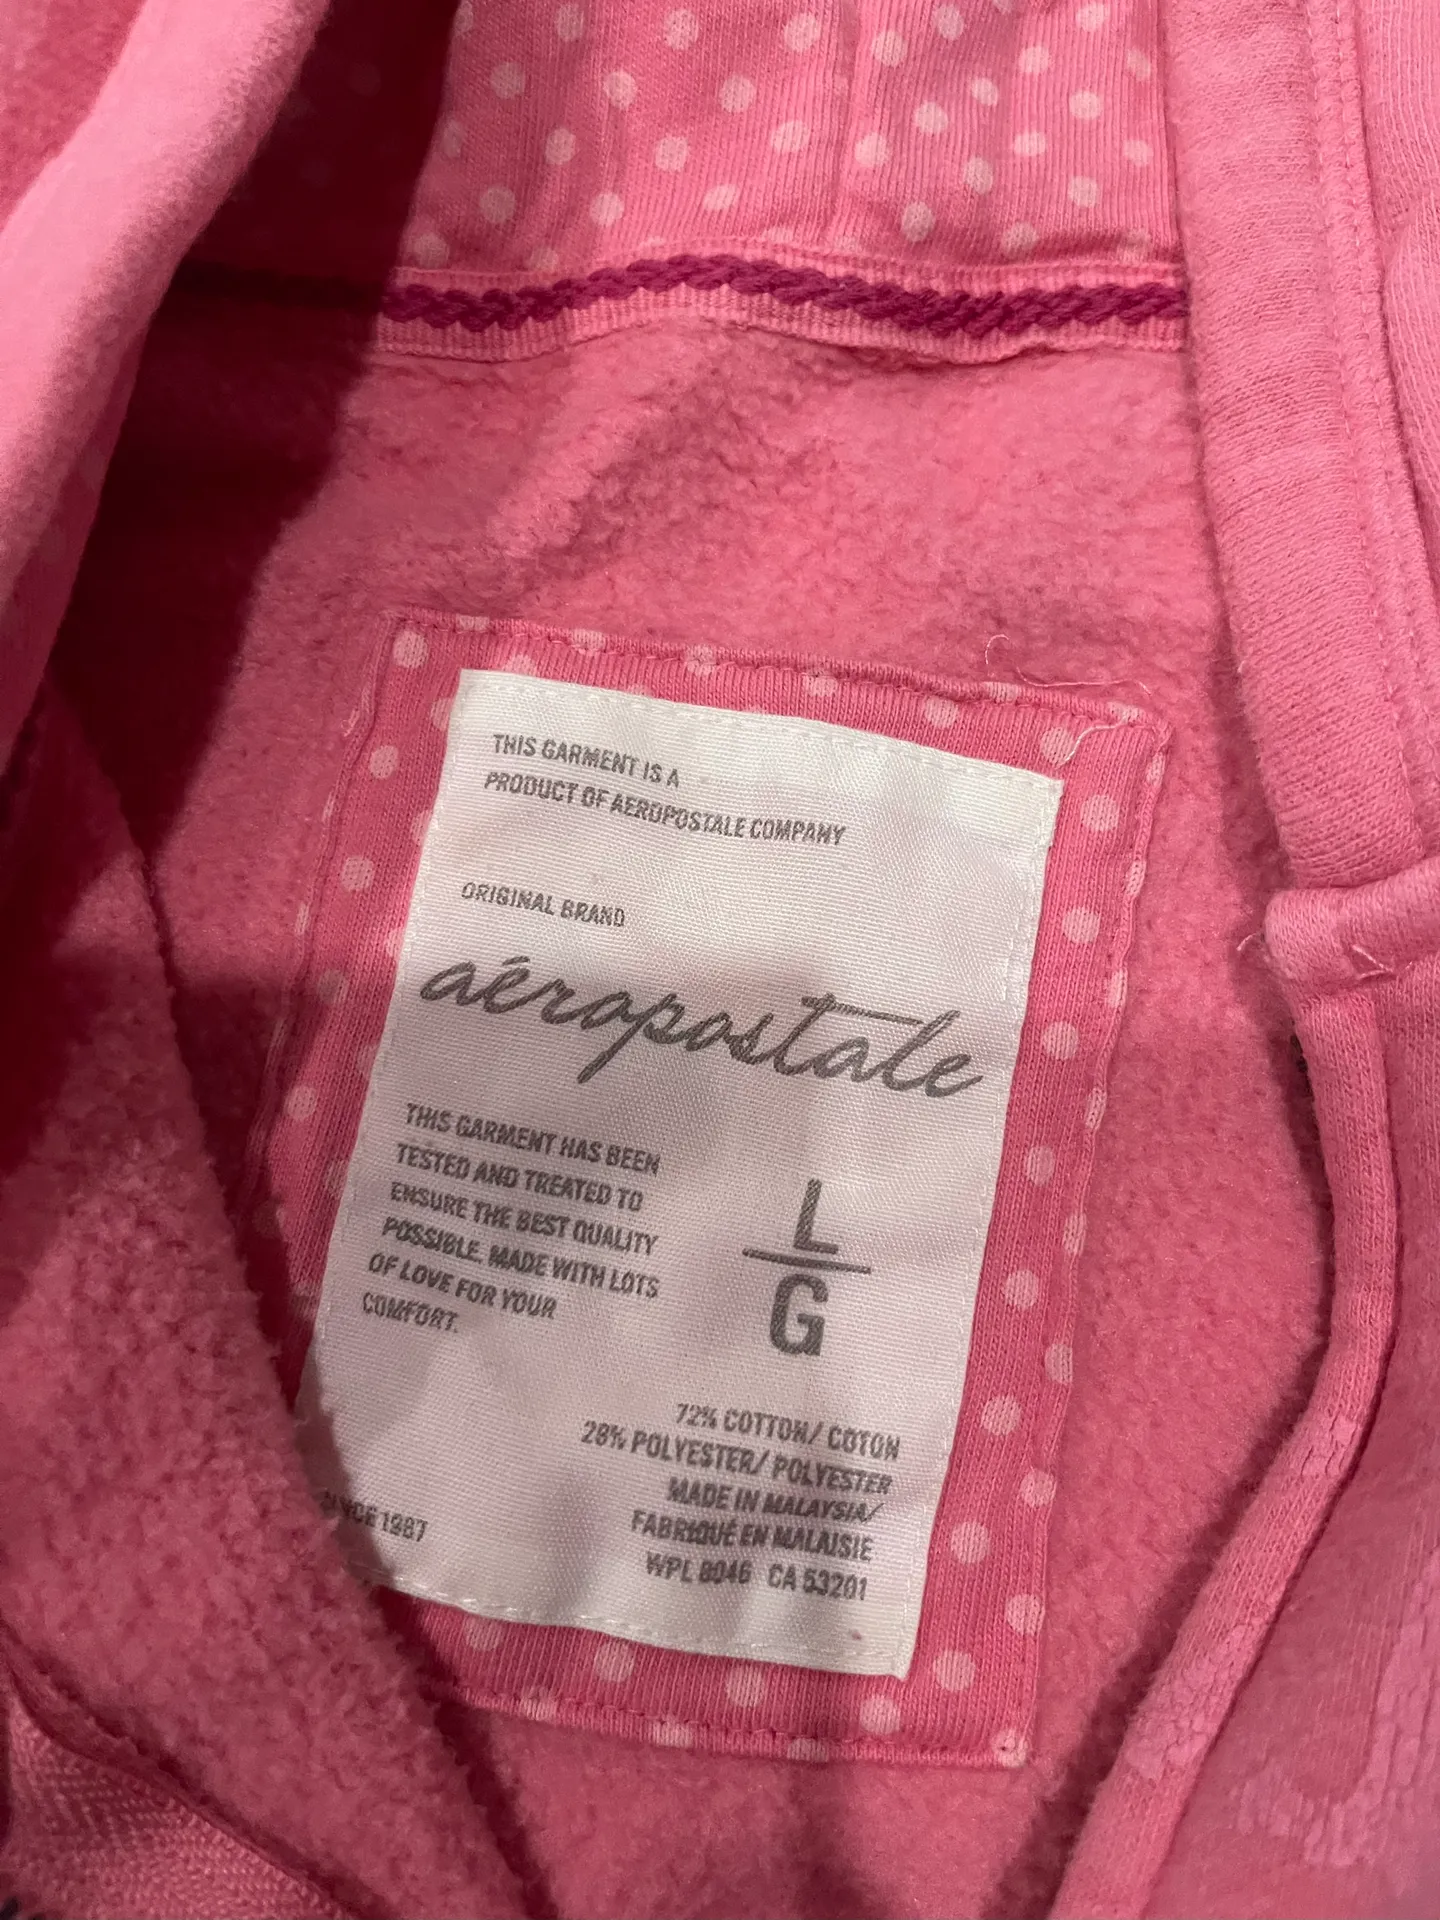 THIS GARMENT IS A
PRODUCT OF AEROPOSTALE COMPANY
ORIGINAL BRAND
aéropostale
THIS GARMENT HAS BEEN
TESTED AND TREATED TO
ENSURE THE BEST QUALITY
POSSIBLE. MADE WITH LOTS
OF LOVE FOR YOUR
COMFORT.
L
G
72% COTTON/ COTON
28% POLYESTER/ POLYESTER
MADE IN MALAYSIA/
FABRIQUÉ EN MALAISIE
WPL 8046 CA 53201
SINCE 1987